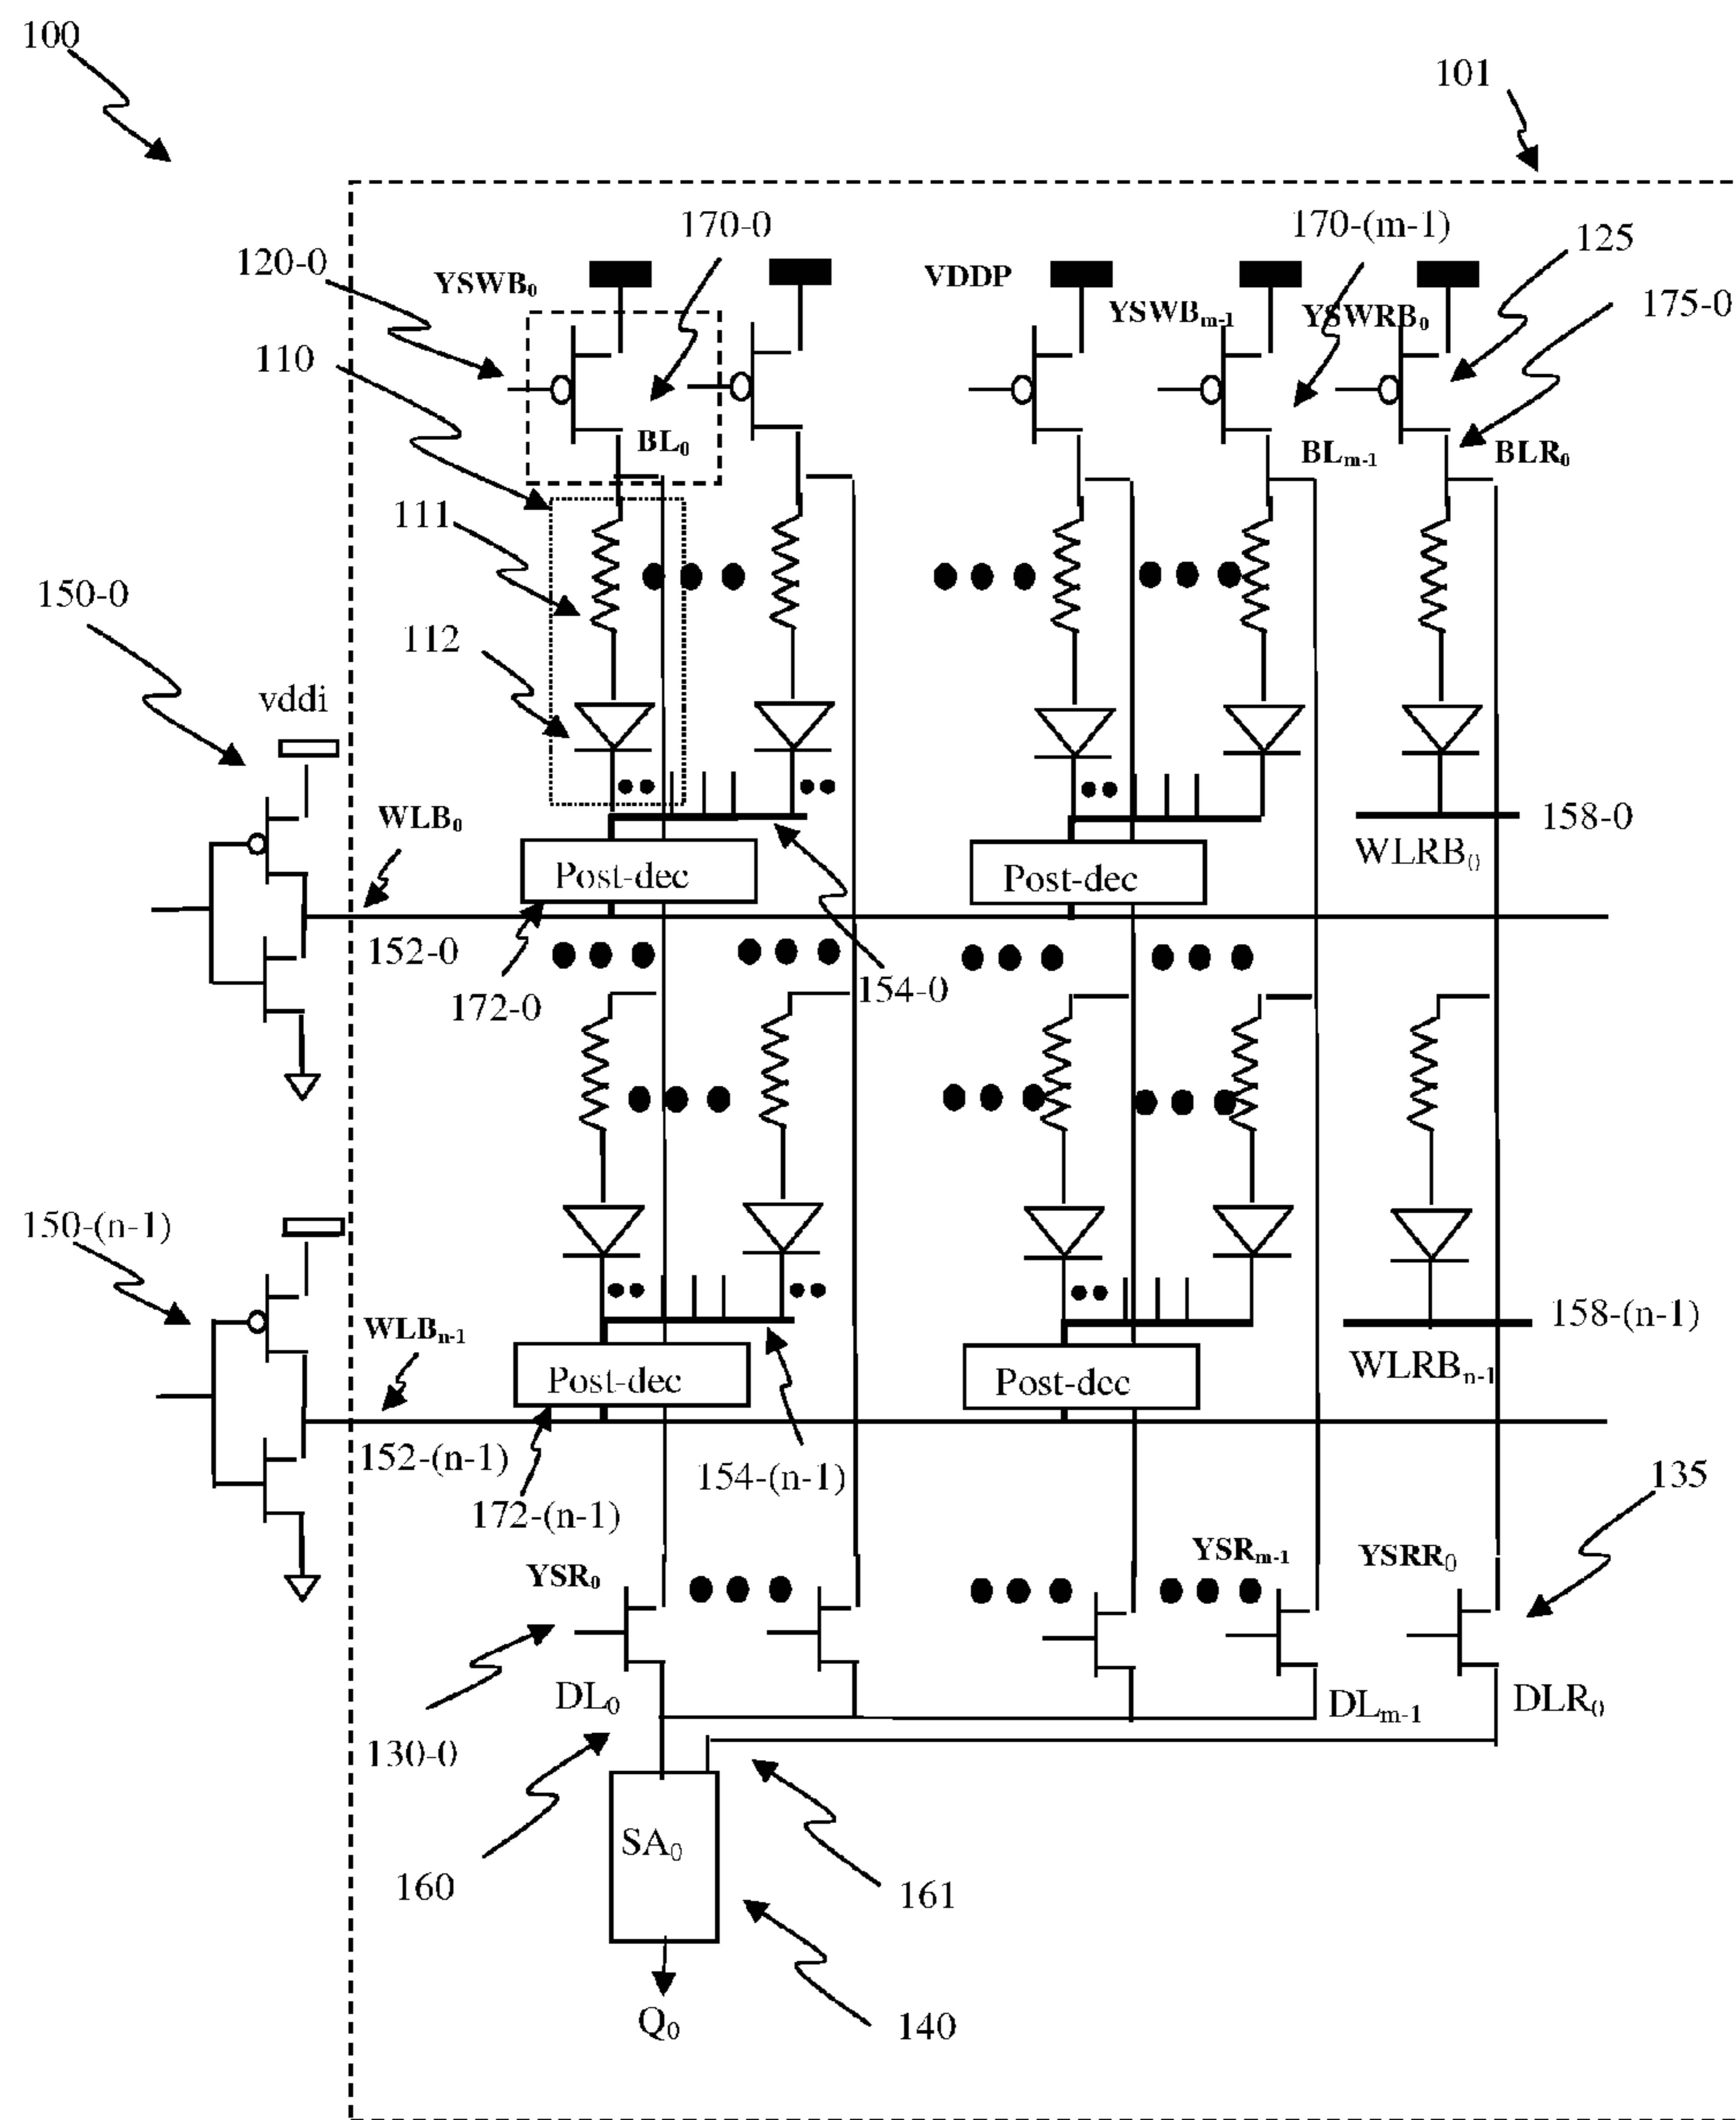 100
101
170-0
170-(m-1)
125
120-0
YSWB₀
VDDP
YSWBₘ₋₁
YSWRB₀
175-0
110
BL₀
BLₘ₋₁
BLR₀
111
150-0
112
vddi
WLB₀
158-0
Post-dec
Post-dec
WLRB₀
152-0
172-0
154-0
150-(n-1)
WLBₙ₋₁
158-(n-1)
Post-dec
Post-dec
WLRBₙ₋₁
152-(n-1)
154-(n-1)
172-(n-1)
135
YSR₀
YSRₘ₋₁
YSRR₀
DL₀
DLₘ₋₁
DLR₀
130-0
SA₀
160
161
Q₀
140